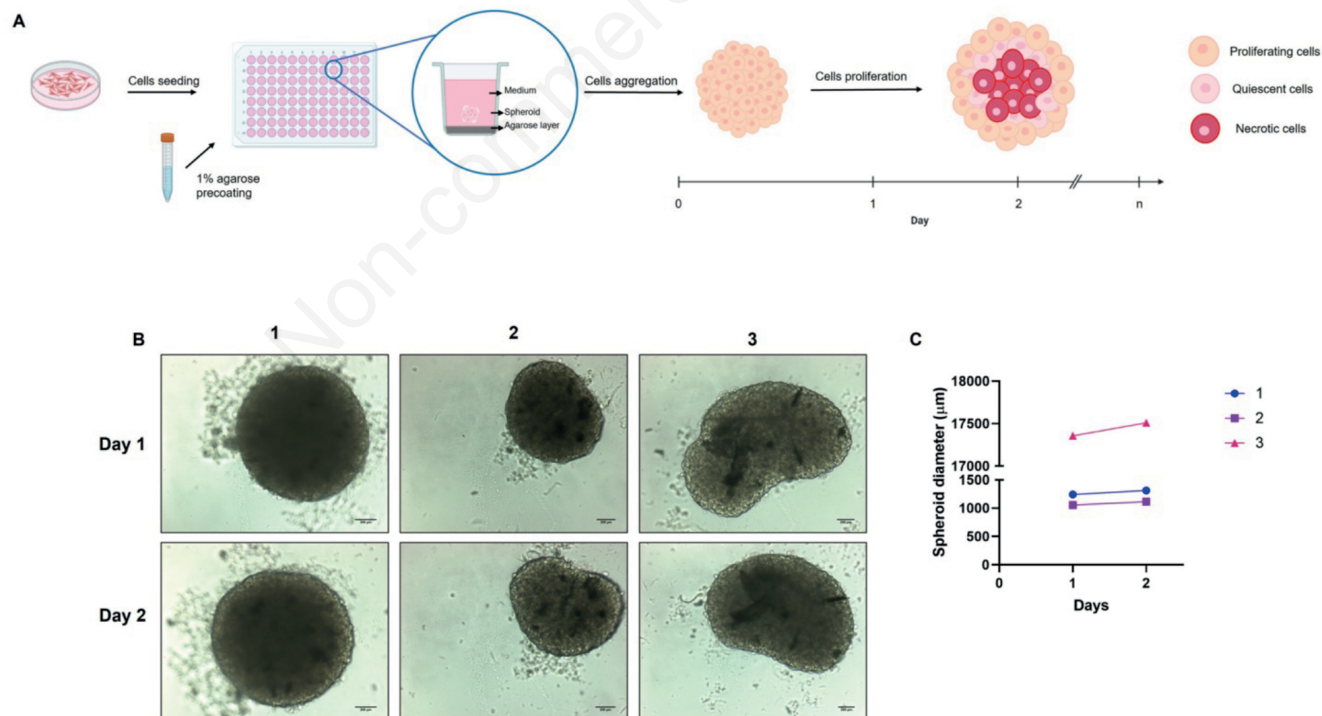 Non-commer
A
Cells seeding
1% agarose
precoating
Medium
Spheroid
Agarose layer
Cells aggregation
Cells proliferation
Proliferating cells
Quiescent cells
Necrotic cells
0 1 2 n
Day
B
1 2 3
Day 1
Day 2
C
Spheroid diameter (μm)
18000
17500
17000
1500
1000
500
0
0 1 2
Days
1
2
3